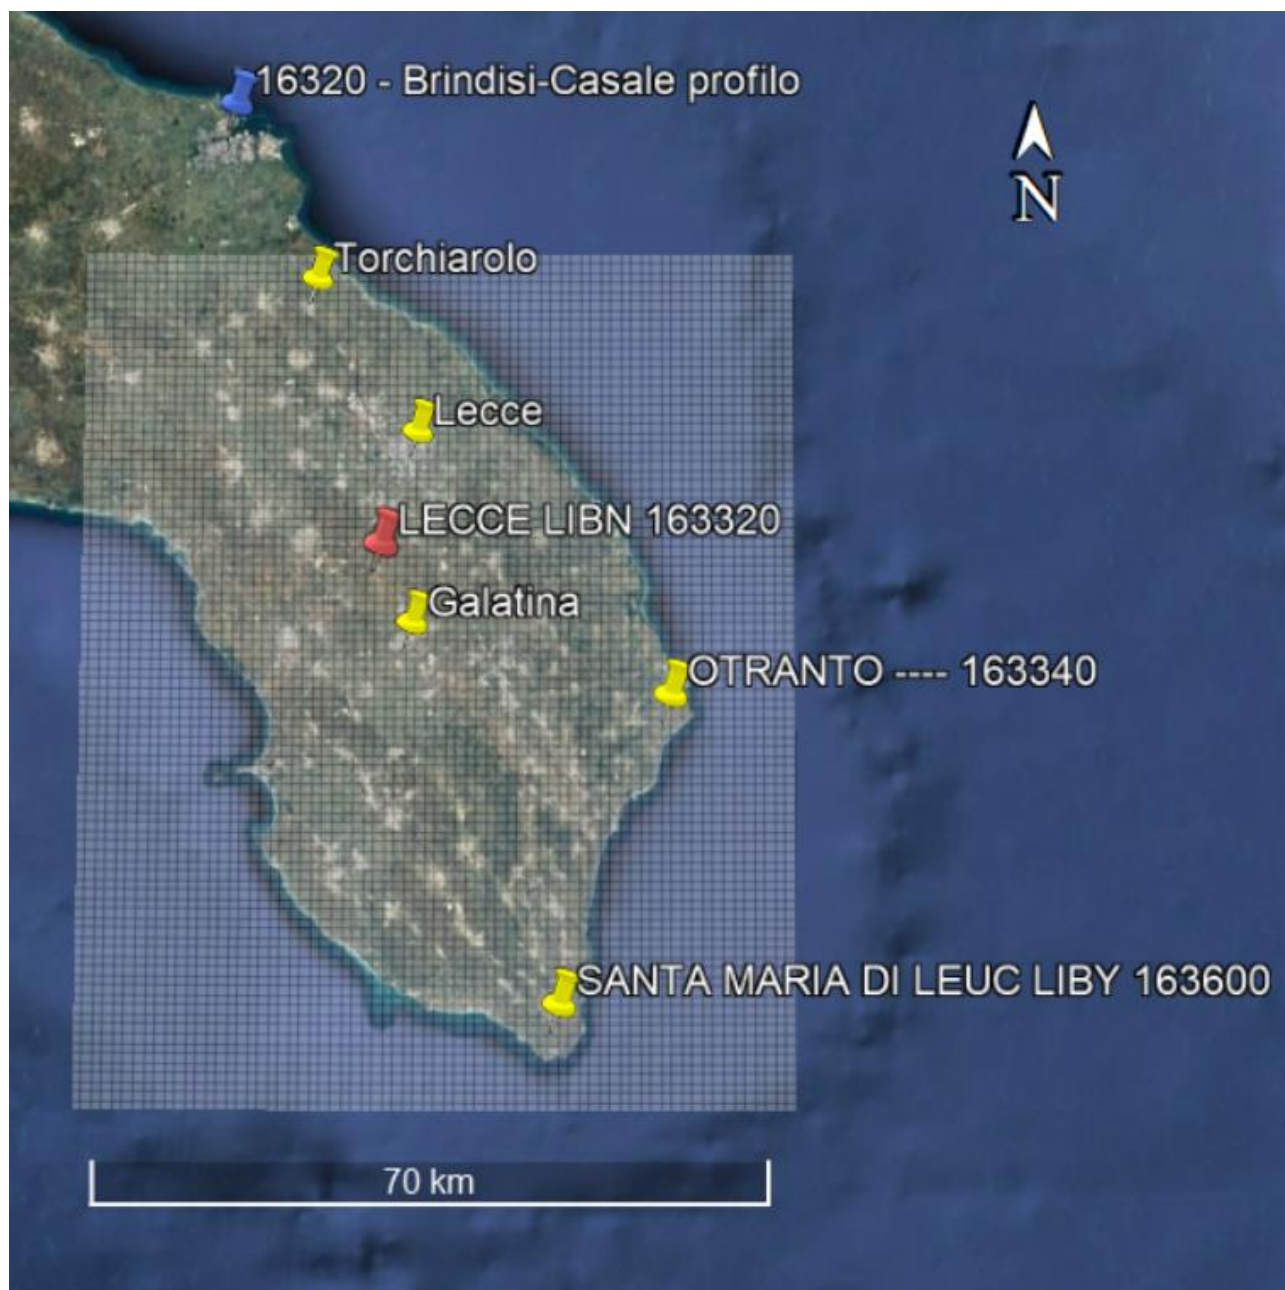 16320 - Brindisi-Casale profilo
N
Torchiarolo
Lecce
LECCE LIBN 163320
Galatina
OTRANTO ---- 163340
SANTA MARIA DI LEUC LIBY 163600
70 km